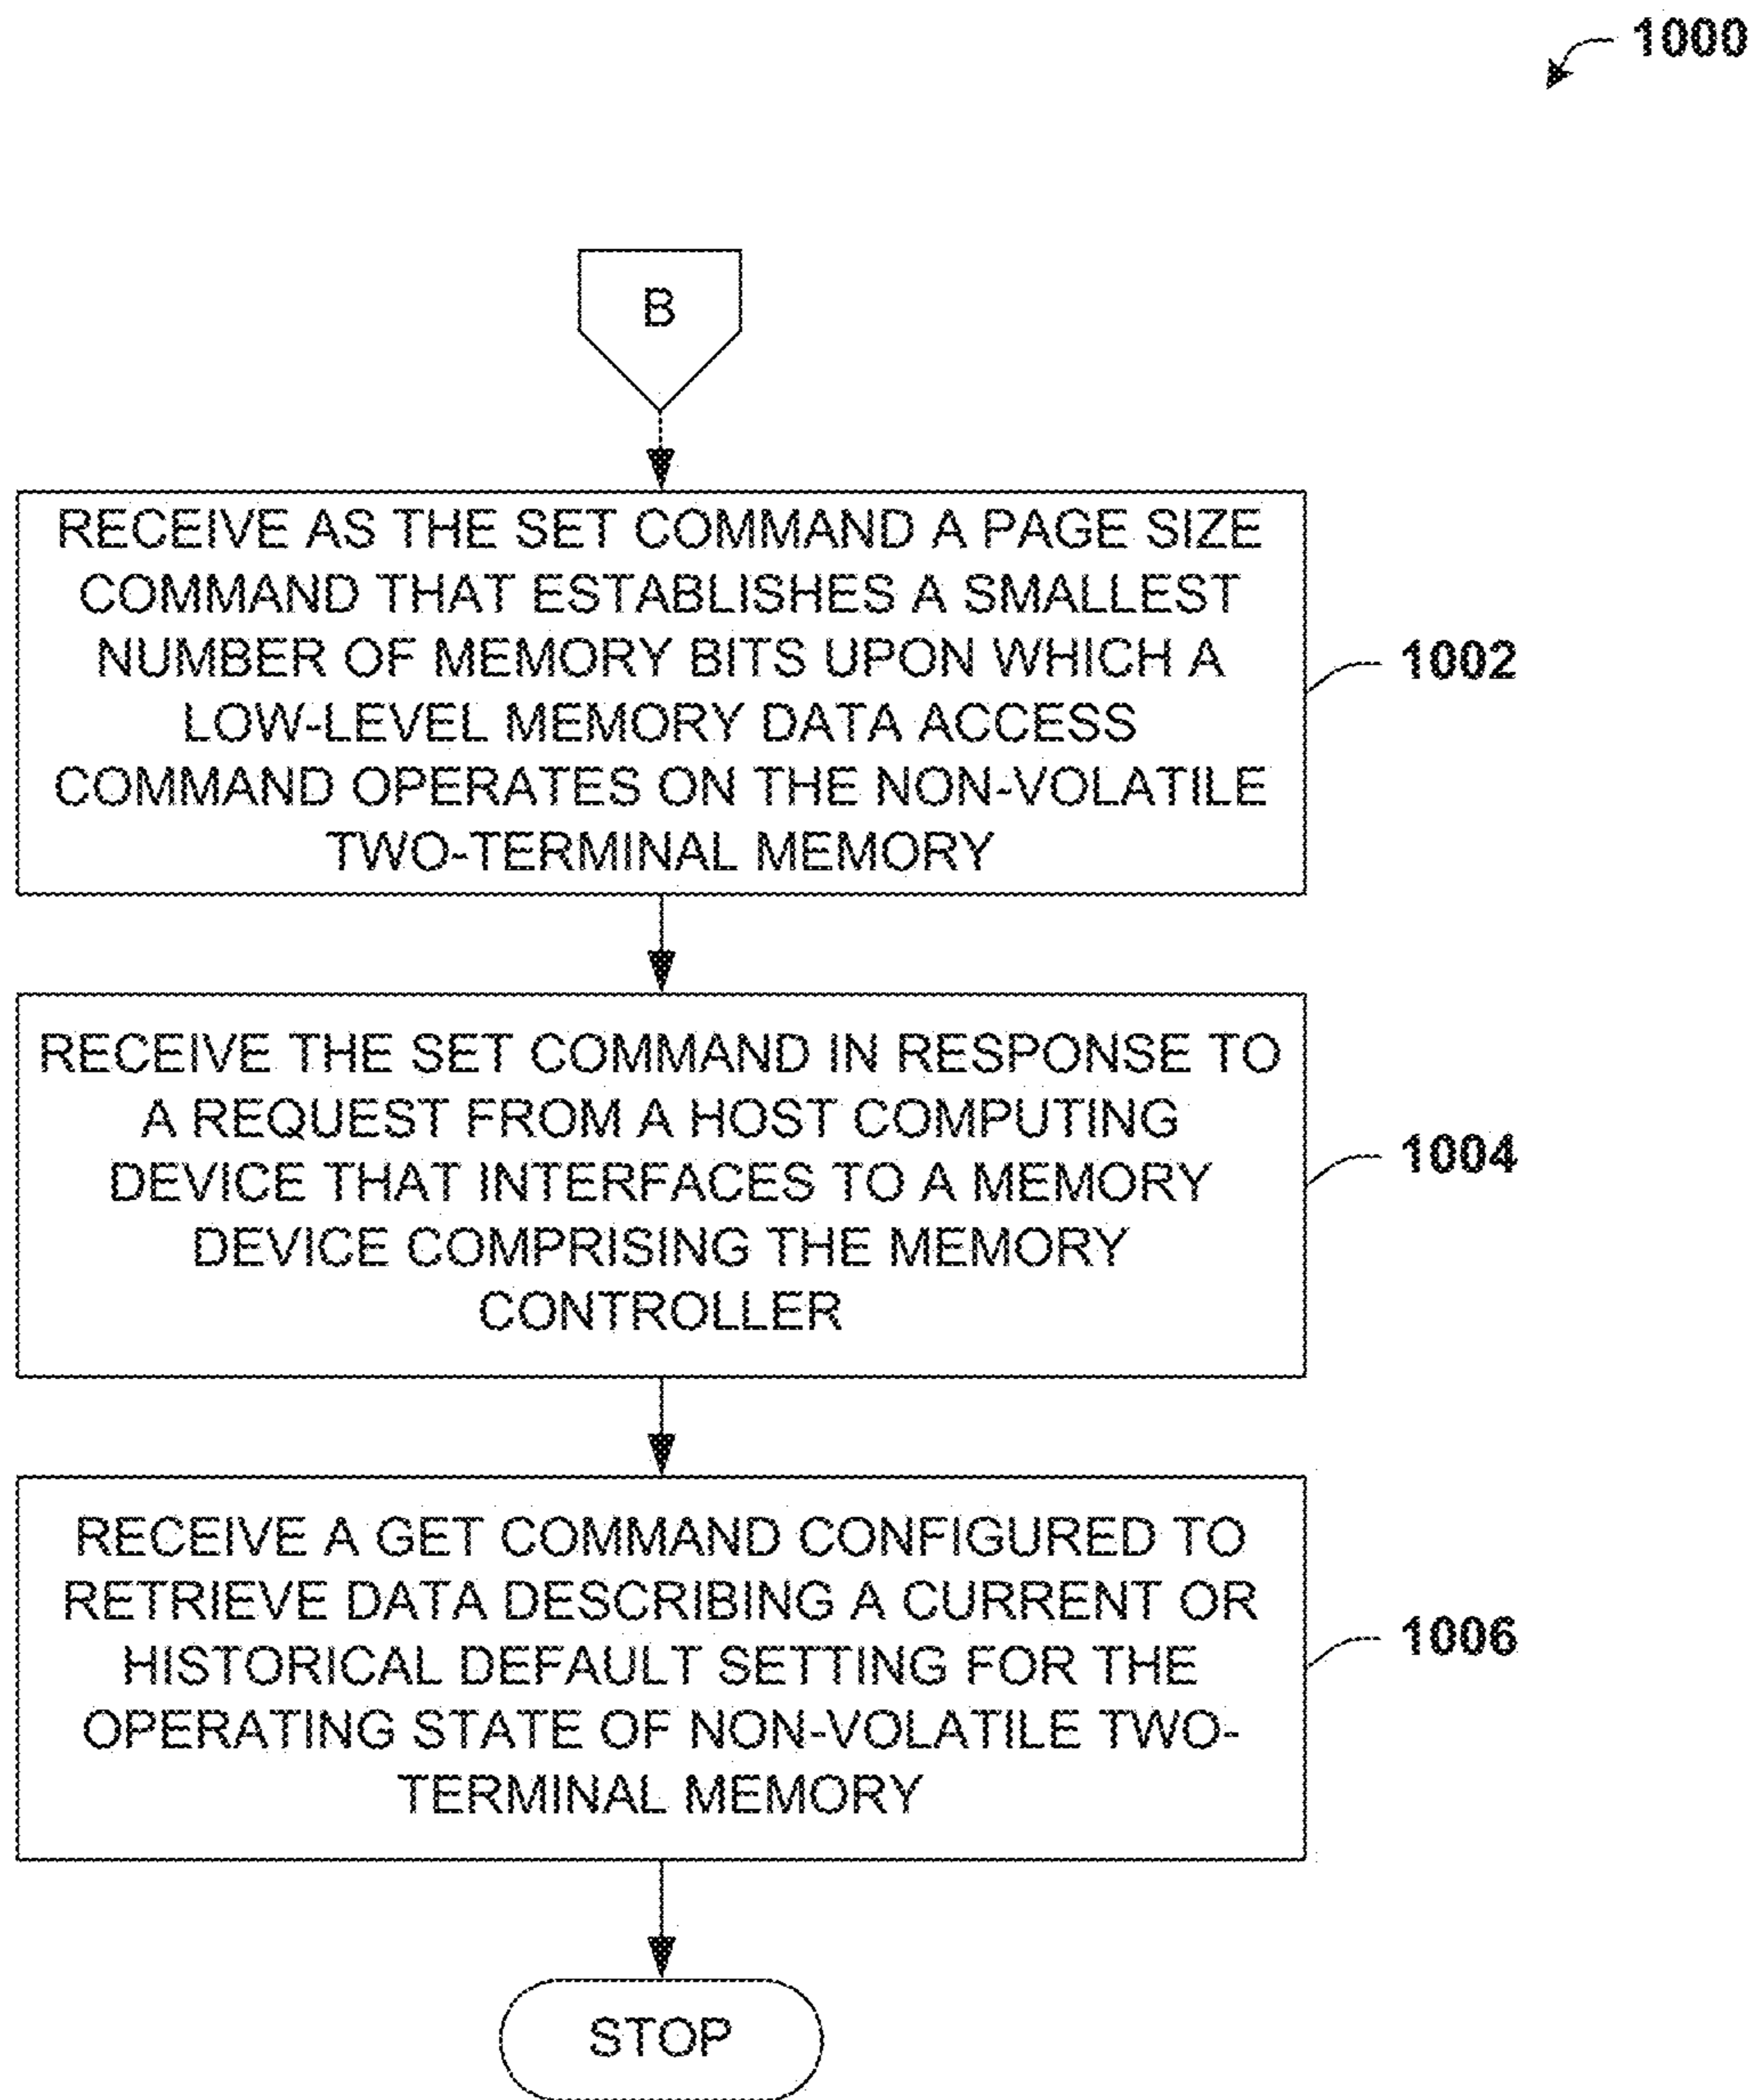 1000
B
RECEIVE AS THE SET COMMAND A PAGE SIZE
COMMAND THAT ESTABLISHES A SMALLEST
NUMBER OF MEMORY BITS UPON WHICH A
LOW-LEVEL MEMORY DATA ACCESS
COMMAND OPERATES ON THE NON-VOLATILE
TWO-TERMINAL MEMORY
1002
RECEIVE THE SET COMMAND IN RESPONSE TO
A REQUEST FROM A HOST COMPUTING
DEVICE THAT INTERFACES TO A MEMORY
DEVICE COMPRISING THE MEMORY
CONTROLLER
1004
RECEIVE A GET COMMAND CONFIGURED TO
RETRIEVE DATA DESCRIBING A CURRENT OR
HISTORICAL DEFAULT SETTING FOR THE
OPERATING STATE OF NON-VOLATILE TWO-
TERMINAL MEMORY
1006
STOP